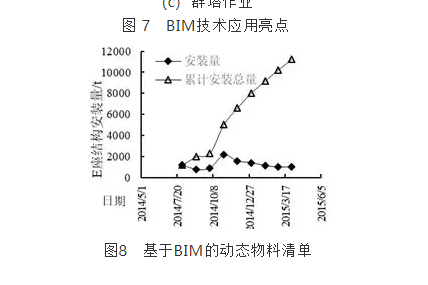 (c) 群塔作业
图 7 BIM技术应用亮点
12000
10000
8000
6000
4000
2000
0
E座结构安装量/t
安装量
累计安装总量
日期
2014/5/1
2014/7/20
2014/10/8
2014/12/27
2015/3/17
2015/6/5
图8 基于BIM的动态物料清单